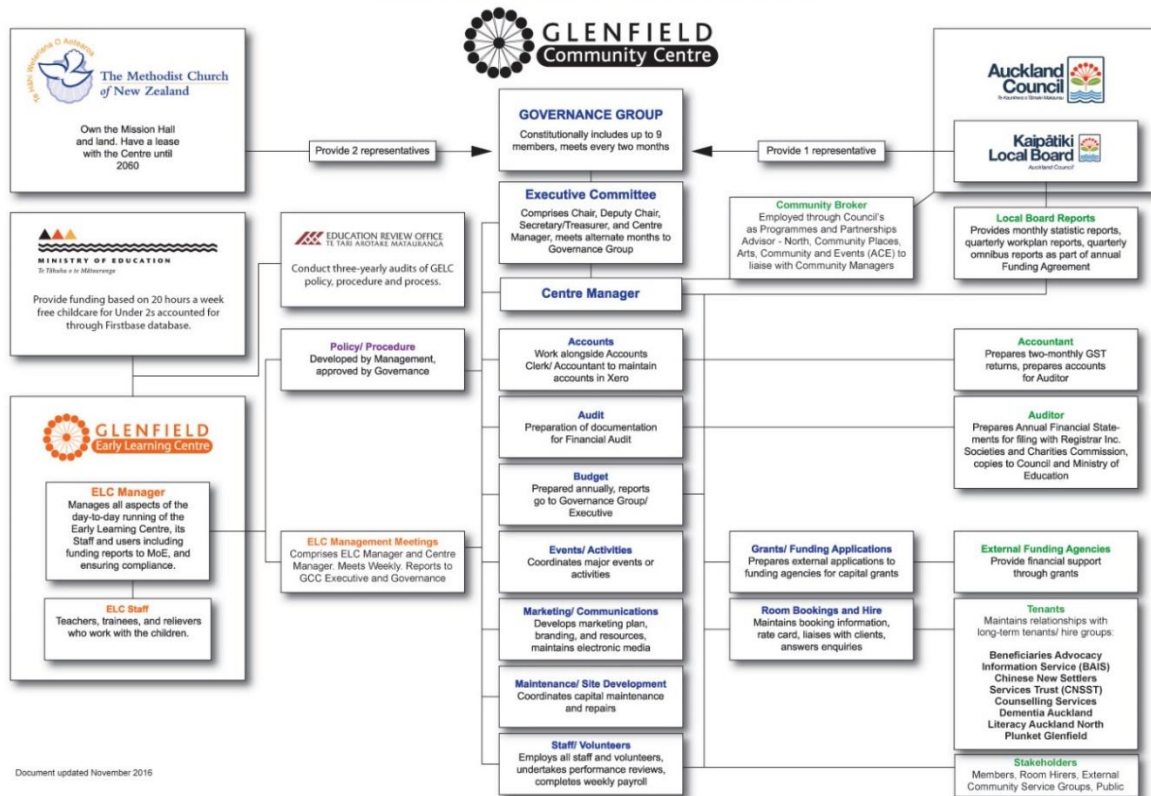 GLENFIELD
Community Centre
Te Hāhi Weteriana O Aotearoa
The Methodist Church
of New Zealand
Own the Mission Hall
and land. Have a lease
with the Centre until
2060
Provide 2 representatives
GOVERNANCE GROUP
Constitutionally includes up to 9
members, meets every two months
Provide 1 representative
Auckland
Council
Te Kaunihera o Tāmaki Makaurau
Kaipātiki
Local Board
Auckland Council
Executive Committee
Comprises Chair, Deputy Chair,
Secretary/Treasurer, and Centre
Manager, meets alternate months to
Governance Group
Community Broker
Employed through Council's
as Programmes and Partnerships
Advisor - North, Community Places,
Arts, Community and Events (ACE) to
liaise with Community Managers
Local Board Reports
Provides monthly statistic reports,
quarterly workplan reports, quarterly
omnibus reports as part of annual
Funding Agreement
MINISTRY OF EDUCATION
Te Tāhuhu o te Mātauranga
Provide funding based on 20 hours a week
free childcare for Under 2s accounted for
through Firstbase database.
EDUCATION REVIEW OFFICE
TE TARI AROTAKE MATAURANGA
Conduct three-yearly audits of GELC
policy, procedure and process.
Centre Manager
Policy/ Procedure
Developed by Management,
approved by Governance
Accounts
Work alongside Accounts
Clerk/ Accountant to maintain
accounts in Xero
Accountant
Prepares two-monthly GST
returns, prepares accounts
for Auditor
GLENFIELD
Early Learning Centre
Audit
Preparation of documentation
for Financial Audit
Auditor
Prepares Annual Financial State-
ments for filing with Registrar Inc.
Societies and Charities Commission,
copies to Council and Ministry of
Education
ELC Manager
Manages all aspects of the
day-to-day running of the
Early Learning Centre, its
Staff and users including
funding reports to MoE, and
ensuring compliance.
Budget
Prepared annually, reports
go to Governance Group/
Executive
ELC Management Meetings
Comprises ELC Manager and Centre
Manager. Meets Weekly. Reports to
GCC Executive and Governance
Events/ Activities
Coordinates major events or
activities
Grants/ Funding Applications
Prepares external applications to
funding agencies for capital grants
External Funding Agencies
Provide financial support
through grants
ELC Staff
Teachers, trainees, and relievers
who work with the children.
Marketing/ Communications
Develops marketing plan,
branding, and resources,
maintains electronic media
Room Bookings and Hire
Maintains booking information,
rate card, liaises with clients,
answers enquiries
Tenants
Maintains relationships with
long-term tenants/ hire groups:
Beneficiaries Advocacy
Information Service (BAIS)
Chinese New Settlers
Services Trust (CNSST)
Counselling Services
Dementia Auckland
Literacy Auckland North
Plunket Glenfield
Maintenance/ Site Development
Coordinates capital maintenance
and repairs
Staff/ Volunteers
Employs all staff and volunteers,
undertakes performance reviews,
completes weekly payroll
Stakeholders
Members, Room Hirers, External
Community Service Groups, Public
Document updated November 2016